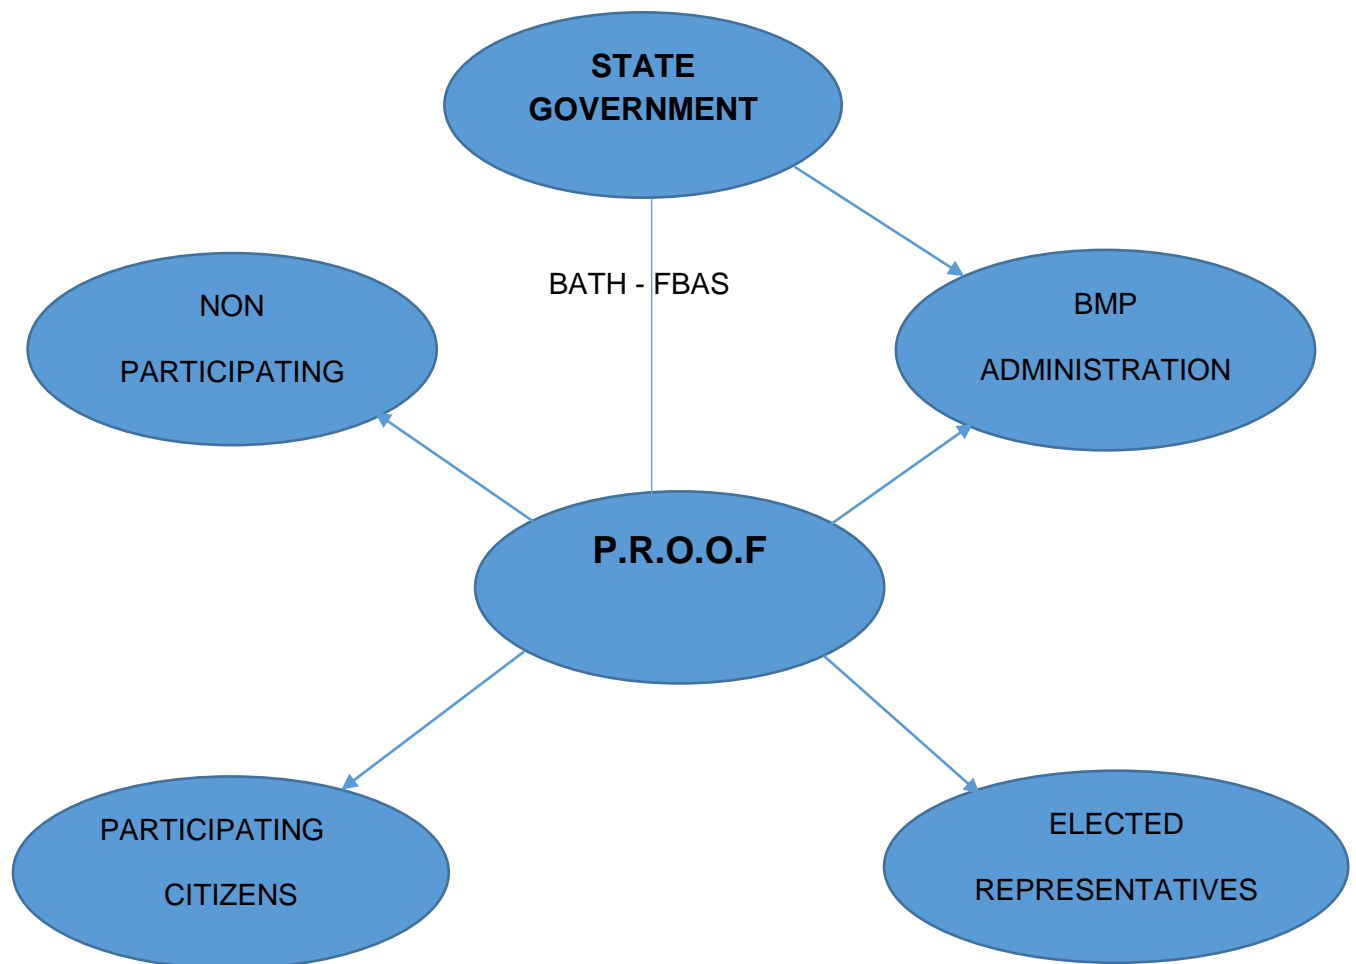 STATE
GOVERNMENT
BATH - FBAS
NON
PARTICIPATING
BMP
ADMINISTRATION
P.R.O.O.F
PARTICIPATING
CITIZENS
ELECTED
REPRESENTATIVES